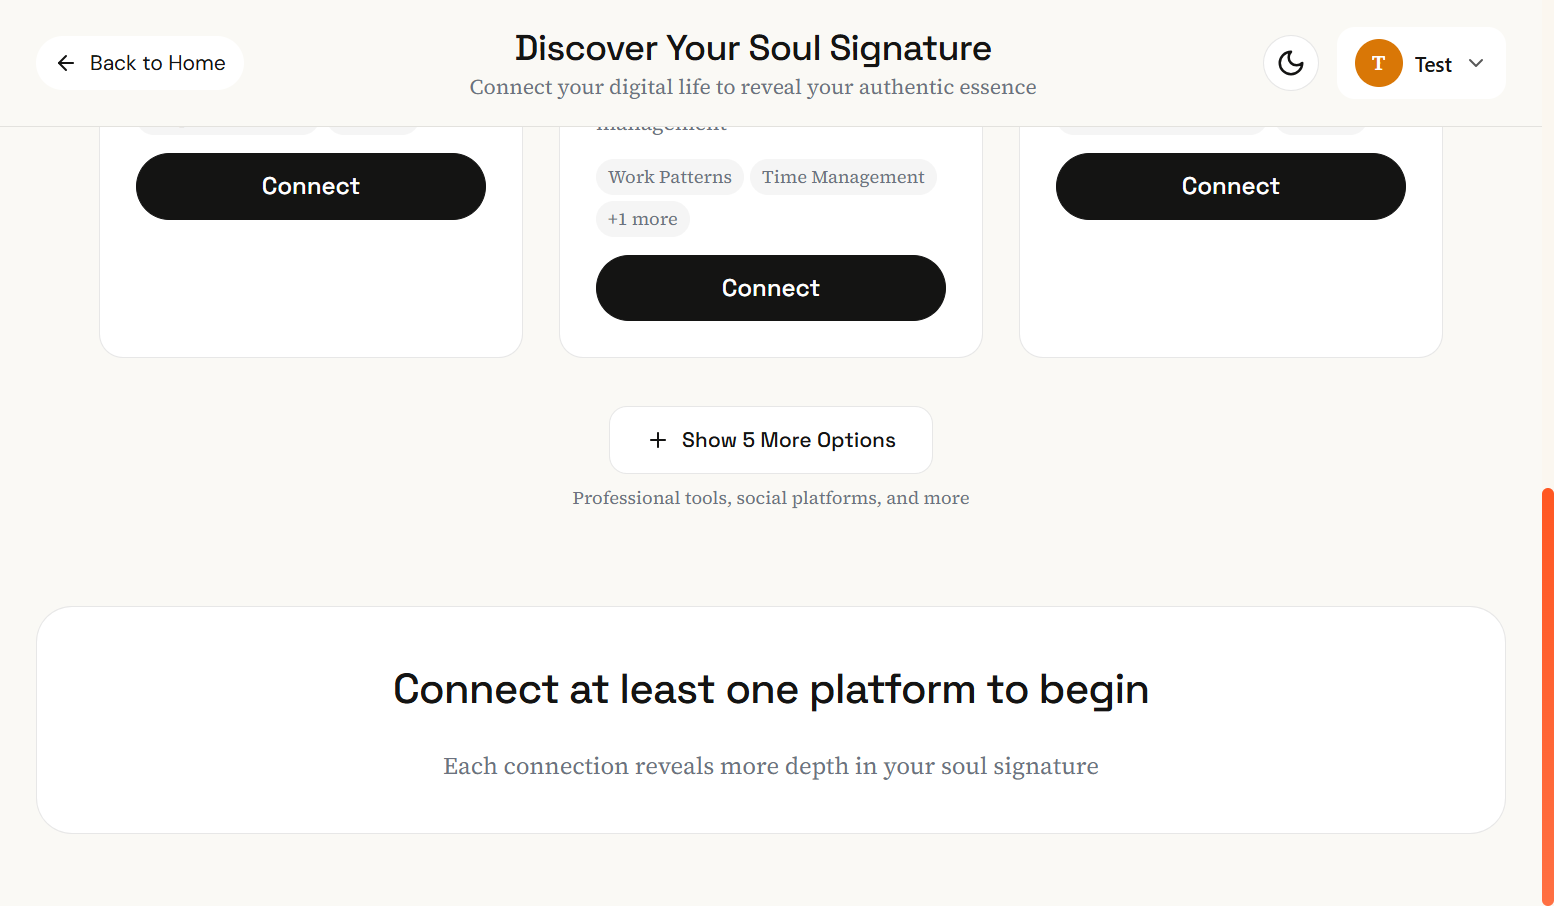 Back to Home
Discover Your Soul Signature
Connect your digital life to reveal your authentic essence
T
Test
management
Connect
Work Patterns
Time Management
+1 more
Connect
Connect
Show 5 More Options
Professional tools, social platforms, and more
Connect at least one platform to begin
Each connection reveals more depth in your soul signature